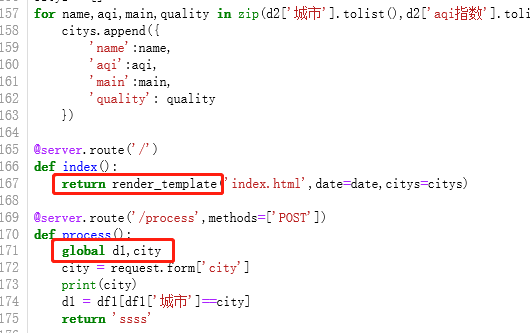 157 for name,aqi,main,quality in zip(d2['城市'].tolist(),d2['aqi指数'].toli
158 citys.append({
159 'name':name,
160 'aqi':aqi,
161 'main':main,
162 'quality': quality
163 })
164
165 @server.route('/')
166 def index():
167 return render_template('index.html',date=date,citys=citys)
168
169 @server.route('/process',methods=['POST'])
170 def process():
171 global d1,city
172 city = request.form['city']
173 print(city)
174 d1 = df1[df1['城市']==city]
175 return 'ssss'